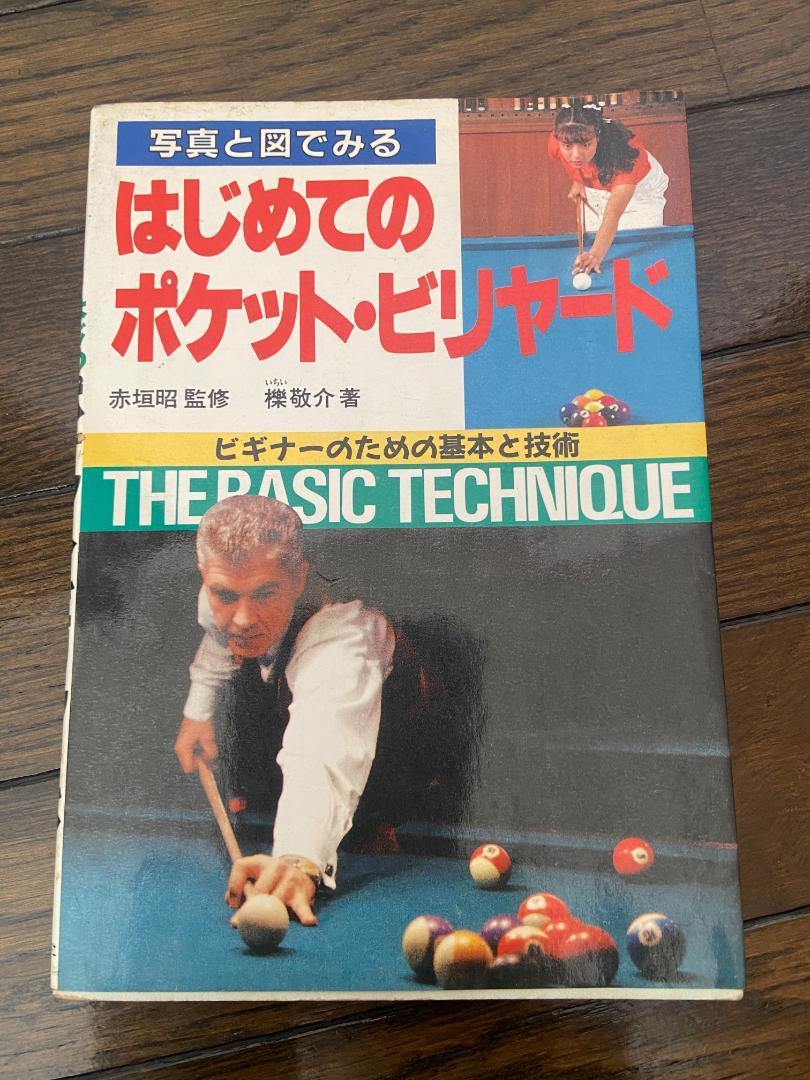 写真と図でみる
はじめての
ポケット・ビリヤード
いちい
赤垣昭 監修 櫟敬介 著
ビギナーのための基本と技術
THE BASIC TECHNIQUE